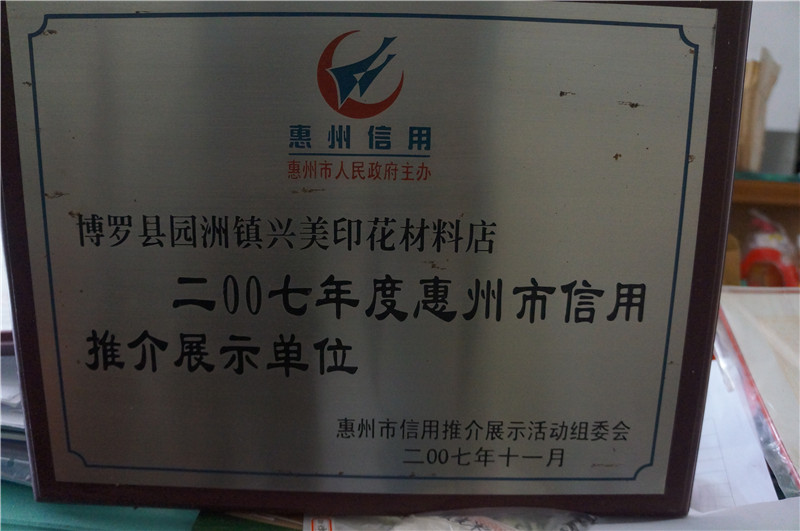 惠州信用
惠州市人民政府主办
博罗县园洲镇兴美印花材料店
二00七年度惠州市信用
推介展示单位
惠州市信用推介展示活动组委会
二00七年十一月